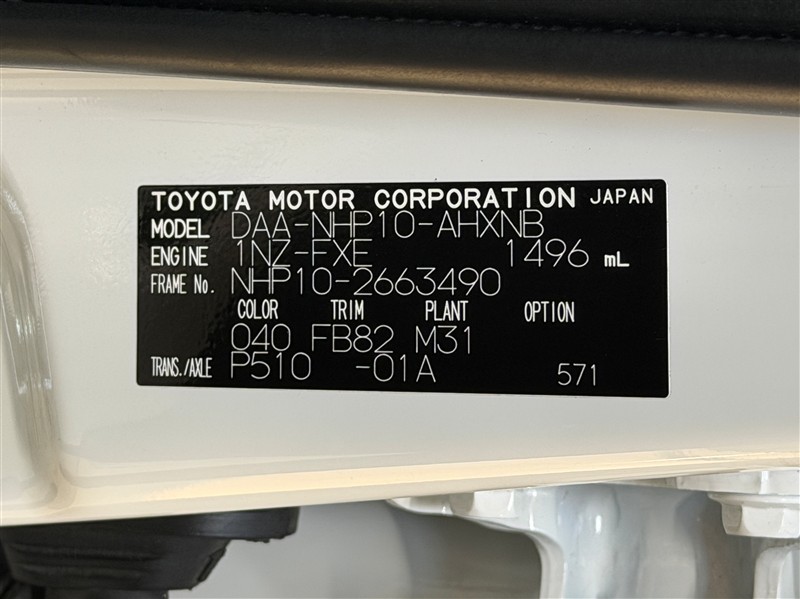 TOYOTA MOTOR CORPORATION JAPAN
MODEL DAA-NHP10-AHXNB
ENGINE 1NZ-FXE 1496 mL
FRAME No. NHP10-2663490
COLOR TRIM PLANT OPTION
040 FB82 M31
TRANS./AXLE P510 -01A 571